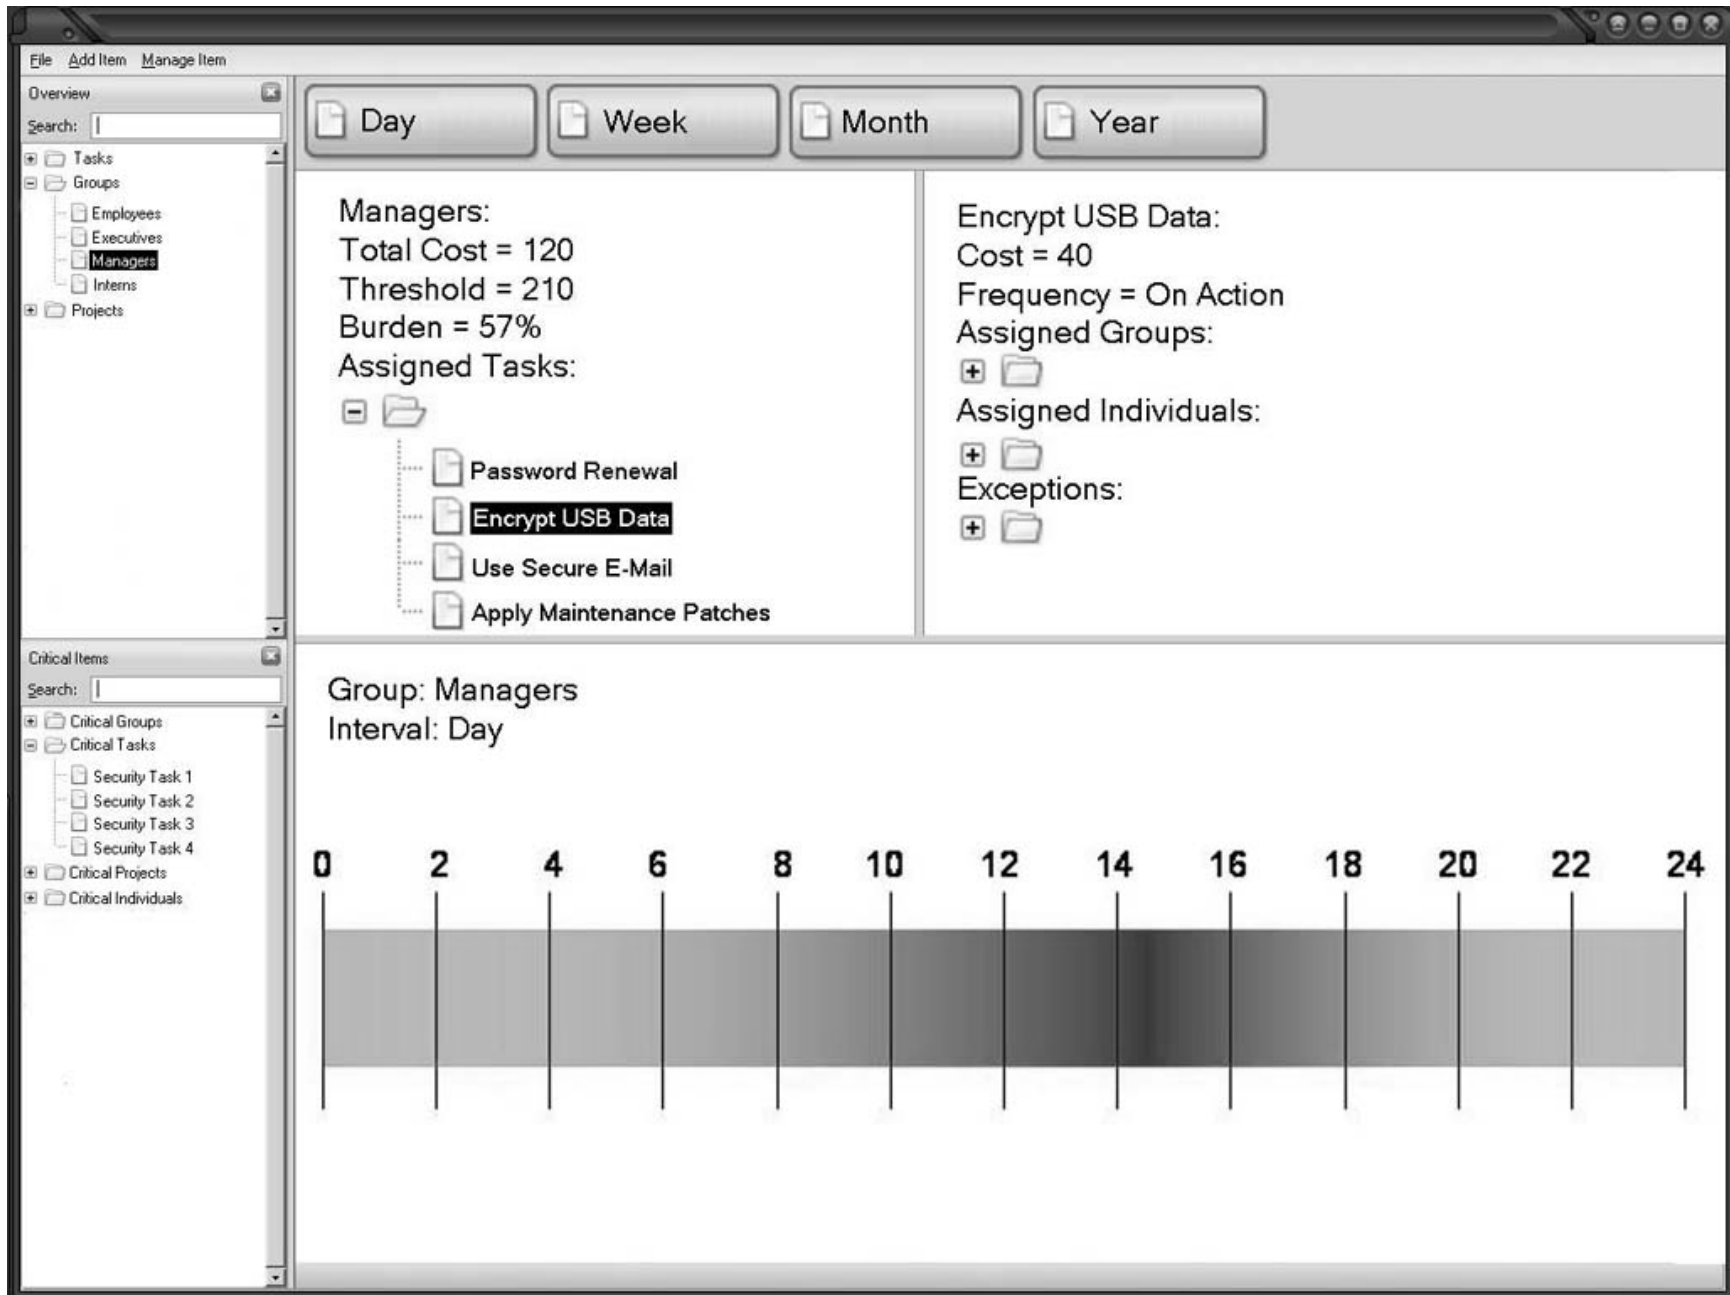 File Add Item Manage Item
Overview
Search:
Tasks
Groups
Employees
Executives
Managers
Interns
Projects
Critical Items
Search:
Critical Groups
Critical Tasks
Security Task 1
Security Task 2
Security Task 3
Security Task 4
Critical Projects
Critical Individuals
Day Week Month Year
Managers:
Total Cost = 120
Threshold = 210
Burden = 57%
Assigned Tasks:
Password Renewal
Encrypt USB Data
Use Secure E-Mail
Apply Maintenance Patches
Encrypt USB Data:
Cost = 40
Frequency = On Action
Assigned Groups:
Assigned Individuals:
Exceptions:
Group: Managers
Interval: Day
0 2 4 6 8 10 12 14 16 18 20 22 24